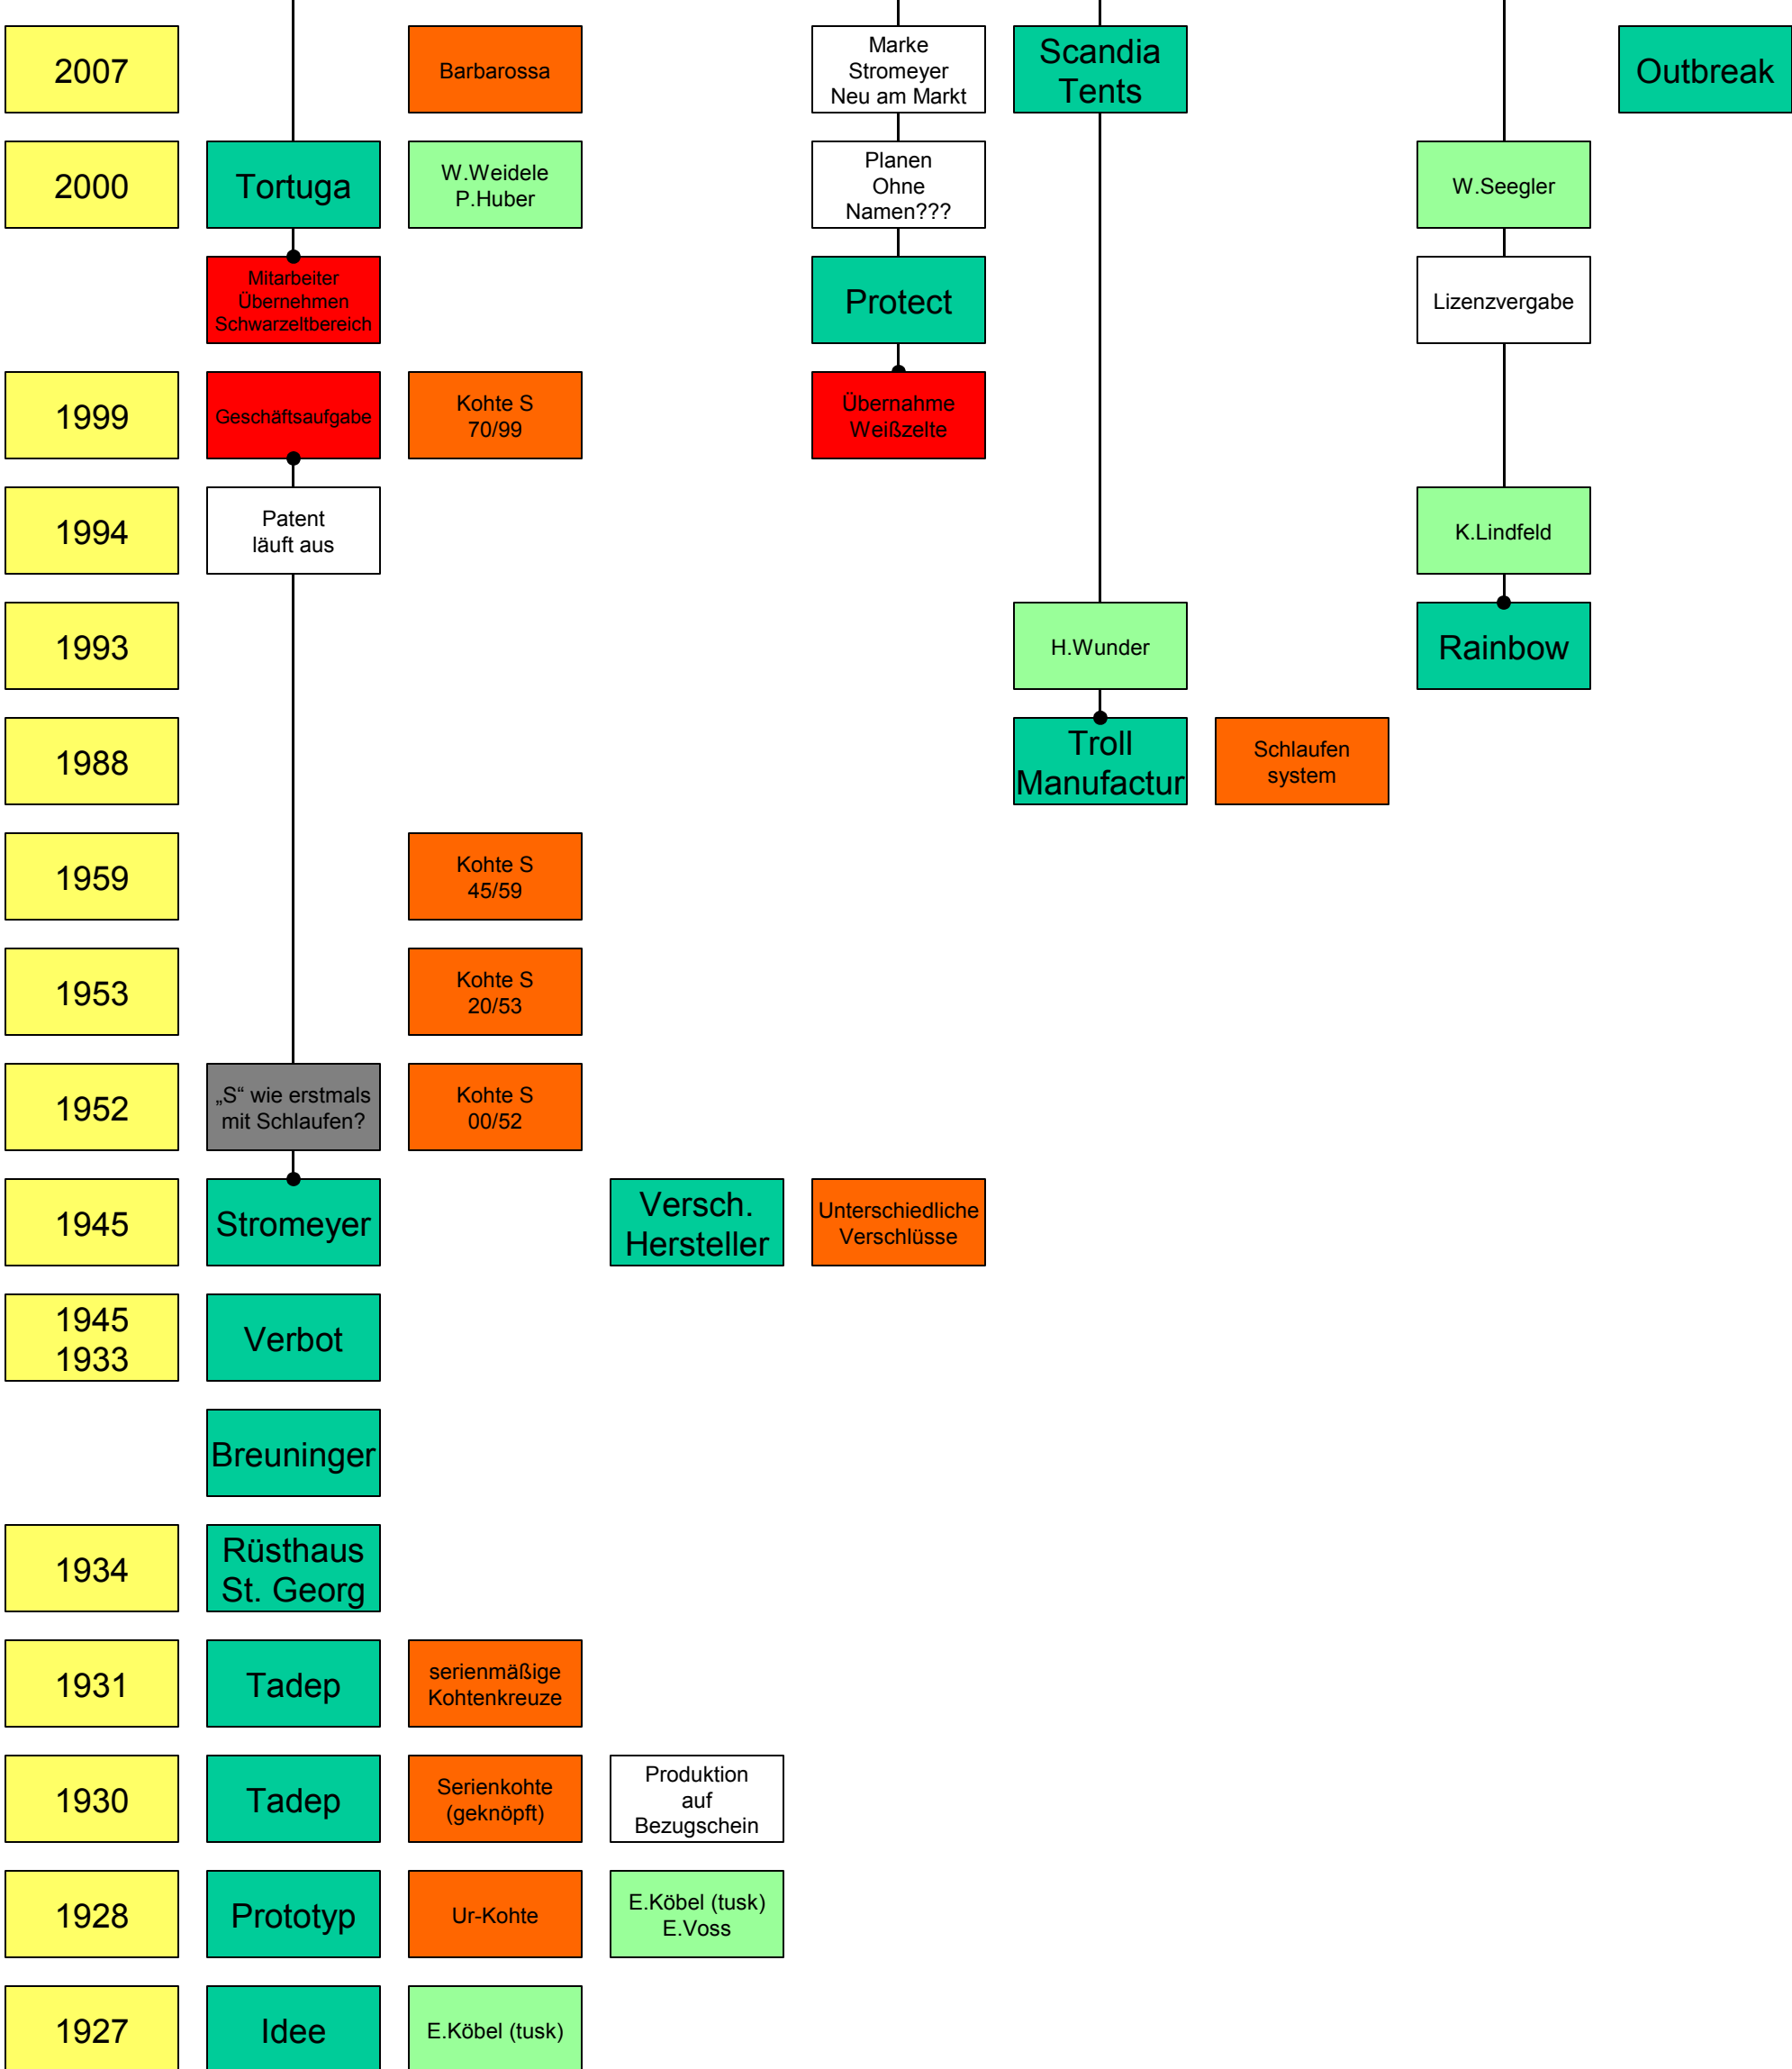 2007
Barbarossa
Marke
Stromeyer
Neu am Markt
Scandia
Tents
Outbreak
2000
Tortuga
W.Weidele
P.Huber
Planen
Ohne
Namen???
W.Seegler
Mitarbeiter
Übernehmen
Schwarzeltbereich
Protect
Lizenzvergabe
1999
Geschäftsaufgabe
Kohte S
70/99
Übernahme
Weißzelte
1994
Patent
läuft aus
K.Lindfeld
1993
H.Wunder
Rainbow
1988
Troll
Manufactur
Schlaufen
system
1959
Kohte S
45/59
1953
Kohte S
20/53
1952
„S“ wie erstmals
mit Schlaufen?
Kohte S
00/52
1945
Stromeyer
Versch.
Hersteller
Unterschiedliche
Verschlüsse
1945
1933
Verbot
Breuninger
1934
Rüsthaus
St. Georg
1931
Tadep
serienmäßige
Kohtenkreuze
1930
Tadep
Serienkohte
(geknöpft)
Produktion
auf
Bezugschein
1928
Prototyp
Ur-Kohte
E.Köbel (tusk)
E.Voss
1927
Idee
E.Köbel (tusk)